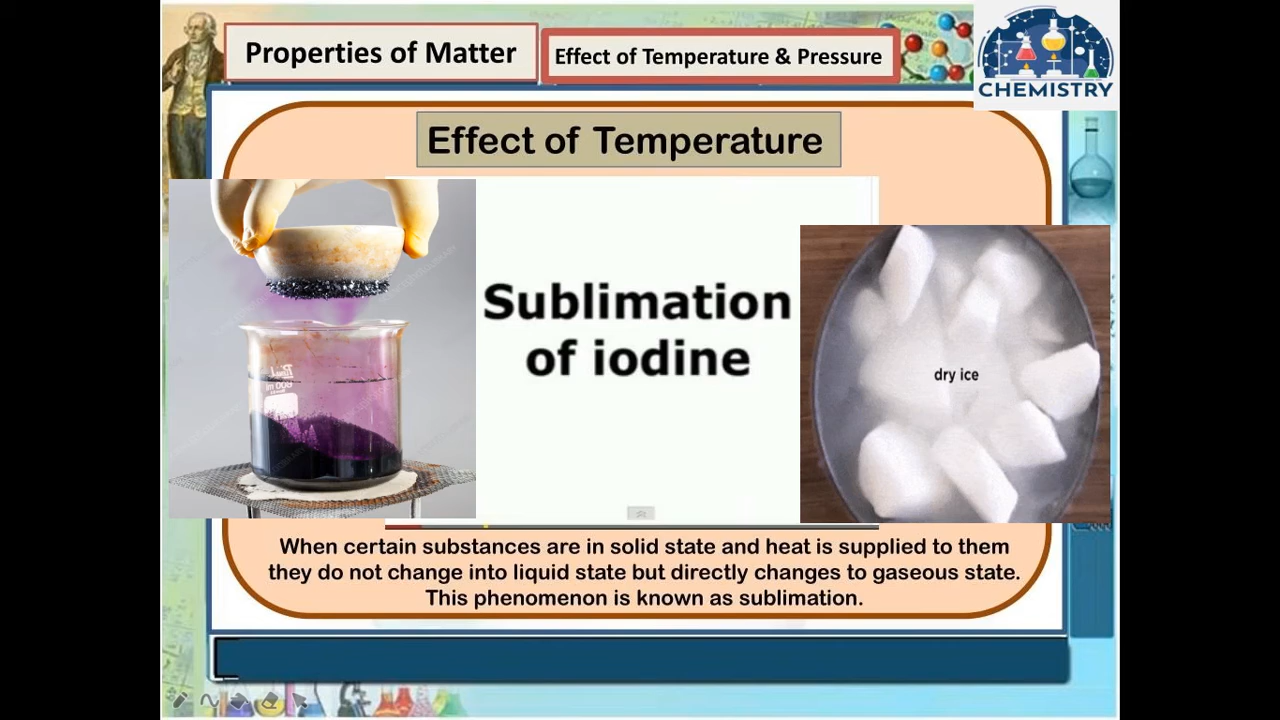 Properties of Matter
Effect of Temperature & Pressure
CHEMISTRY
Effect of Temperature
Sublimation
of iodine
dry ice
When certain substances are in solid state and heat is supplied to them
they do not change into liquid state but directly changes to gaseous state.
This phenomenon is known as sublimation.